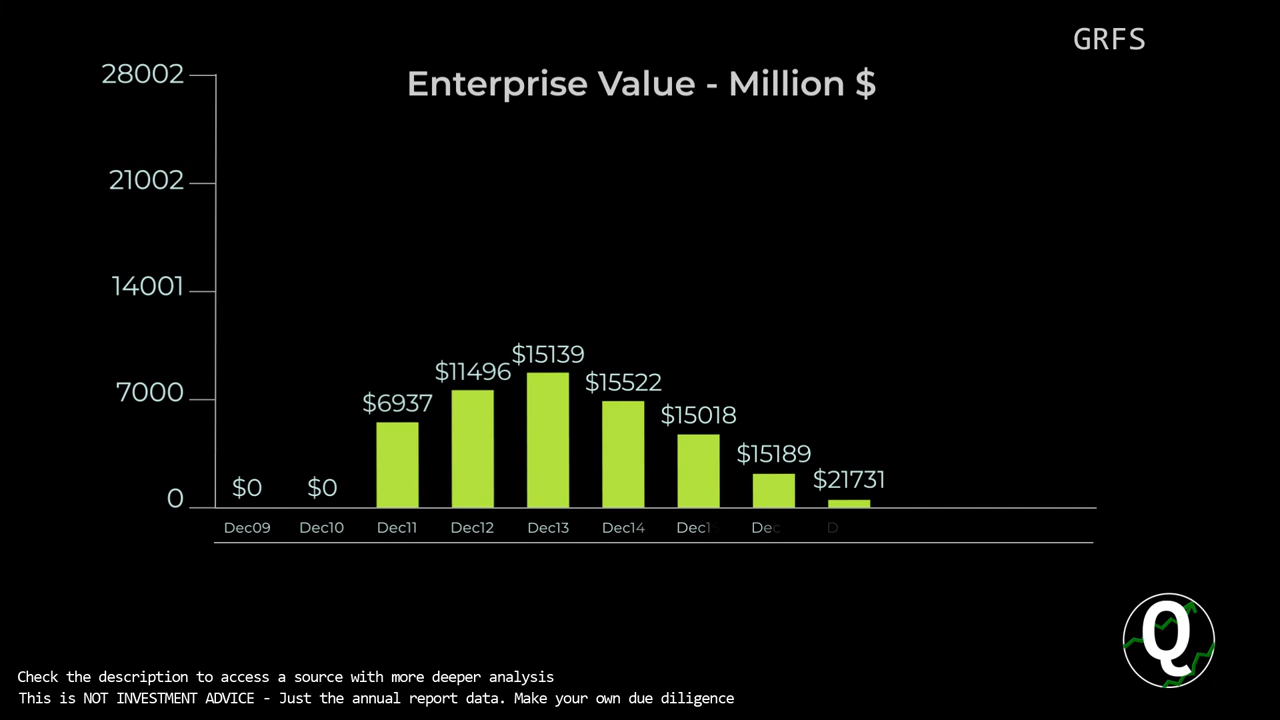 GRFS
Enterprise Value - Million $
28002
21002
14001
7000
0
$0
$0
$6937
$11496
$15139
$15522
$15018
$15189
$21731
Dec09
Dec10
Dec11
Dec12
Dec13
Dec14
Dec1
Dec
D
Q
Check the description to access a source with more deeper analysis
This is NOT INVESTMENT ADVICE - Just the annual report data. Make your own due diligence